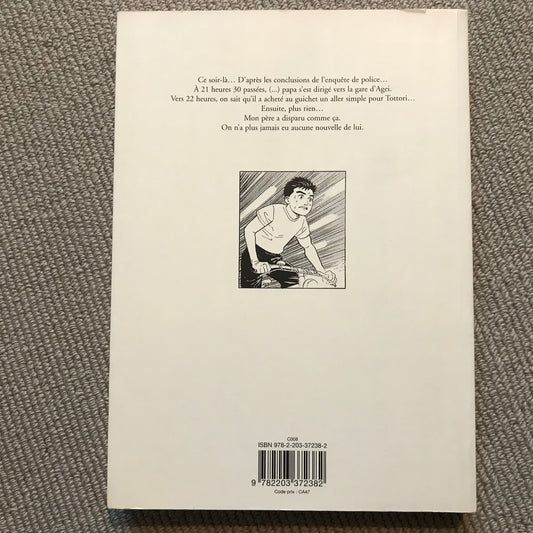 Ce soir-là… D'après les conclusions de l'enquête de police…
À 21 heures 30 passées, (...) papa s'est dirigé vers la gare d'Agei.
Vers 22 heures, on sait qu'il a acheté au guichet un aller simple pour Tottori…
Ensuite, plus rien…
Mon père a disparu comme ça.
On n'a plus jamais eu aucune nouvelle de lui.
C008
ISBN 978-2-203-37238-2
9 782203 372382
Code prix : CA47